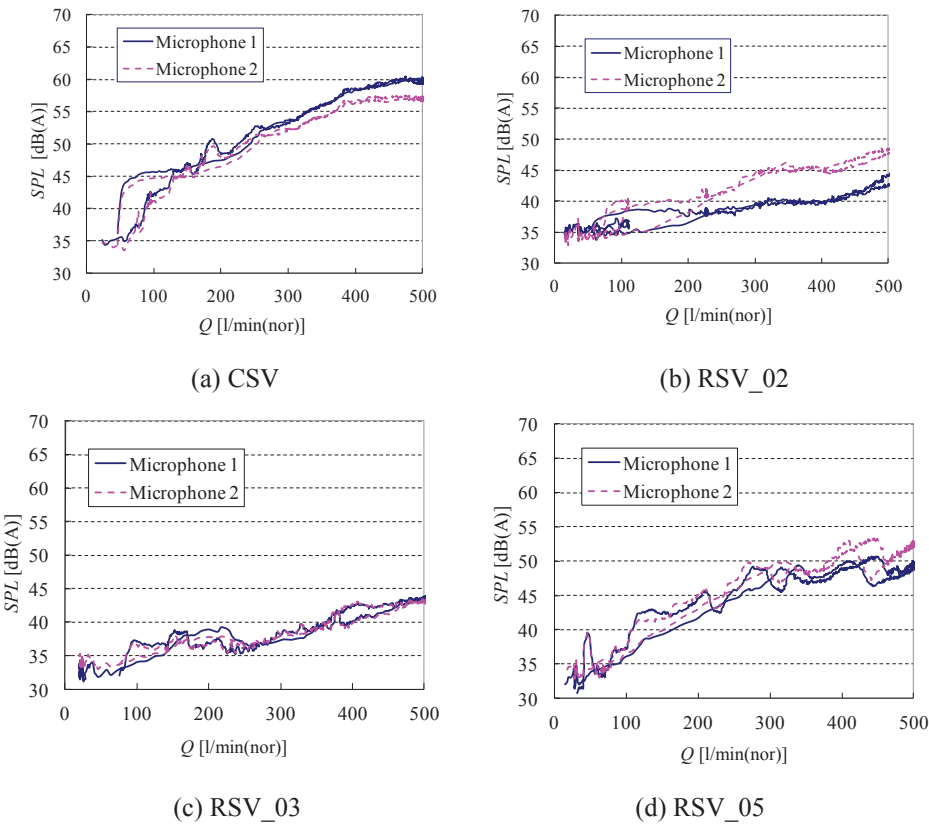 70
65
60
55
50
45
40
35
30
SPL [dB(A)]
Microphone 1
Microphone 2
0 100 200 300 400 500
Q [l/min(nor)]
(a) CSV
70
65
60
55
50
45
40
35
30
SPL [dB(A)]
Microphone 1
Microphone 2
0 100 200 300 400 500
Q [l/min(nor)]
(b) RSV_02
70
65
60
55
50
45
40
35
30
SPL [dB(A)]
Microphone 1
Microphone 2
0 100 200 300 400 500
Q [l/min(nor)]
(c) RSV_03
70
65
60
55
50
45
40
35
30
SPL [dB(A)]
Microphone 1
Microphone 2
0 100 200 300 400 500
Q [l/min(nor)]
(d) RSV_05